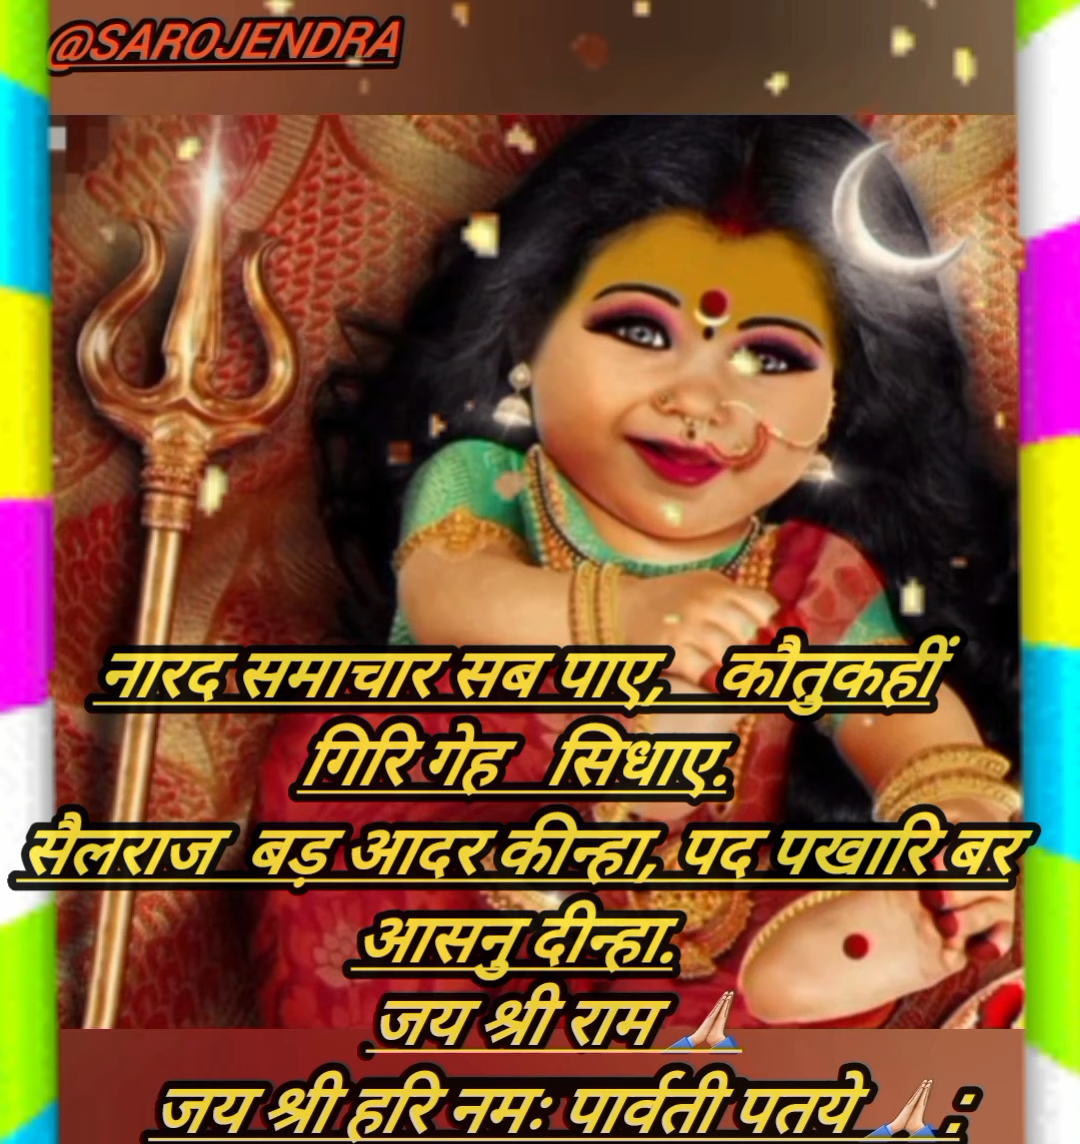 @SAROJENDRA
नारद समाचार सब पाए, कौतुकहीं
गिरि गेह सिधाए.
सैलराज बड़ आदर कीन्हा, पद पखारि बर
आसनु दीन्हा.
जय श्री राम 🙏🏻
जय श्री हरि नमः पार्वती पतये 🙏🏻: